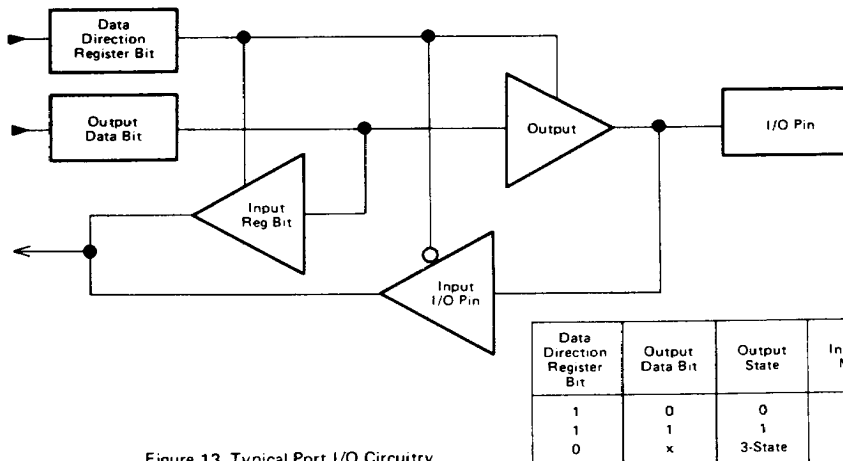 Data
Direction
Register Bit
Output
Data Bit
Output
I/O Pin
Input
Reg Bit
Input
I/O Pin
Data
Direction
Register
Bit
Output
Data Bit
Output
State
1 0 0
1 1 1
0 x 3-State
Figure 13 Typical Port I/O Circuitry